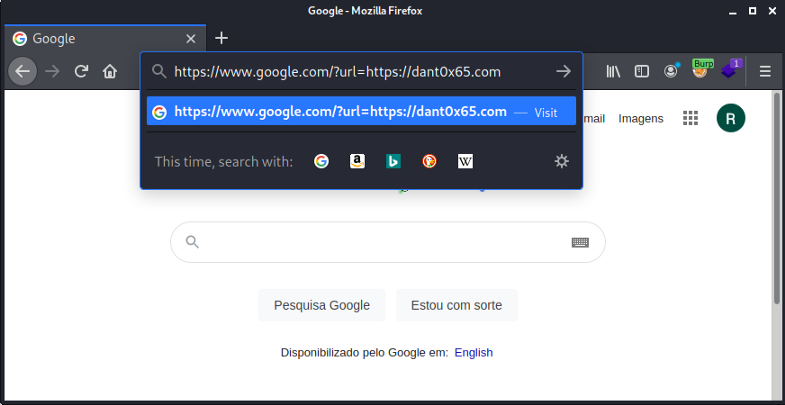 Google - Mozilla Firefox
Google
https://www.google.com/?url=https://dant0x65.com
Burp
1
https://www.google.com/?url=https://dant0x65.com — Visit
mail Imagens
R
This time, search with:
Pesquisa Google Estou com sorte
Disponibilizado pelo Google em: English